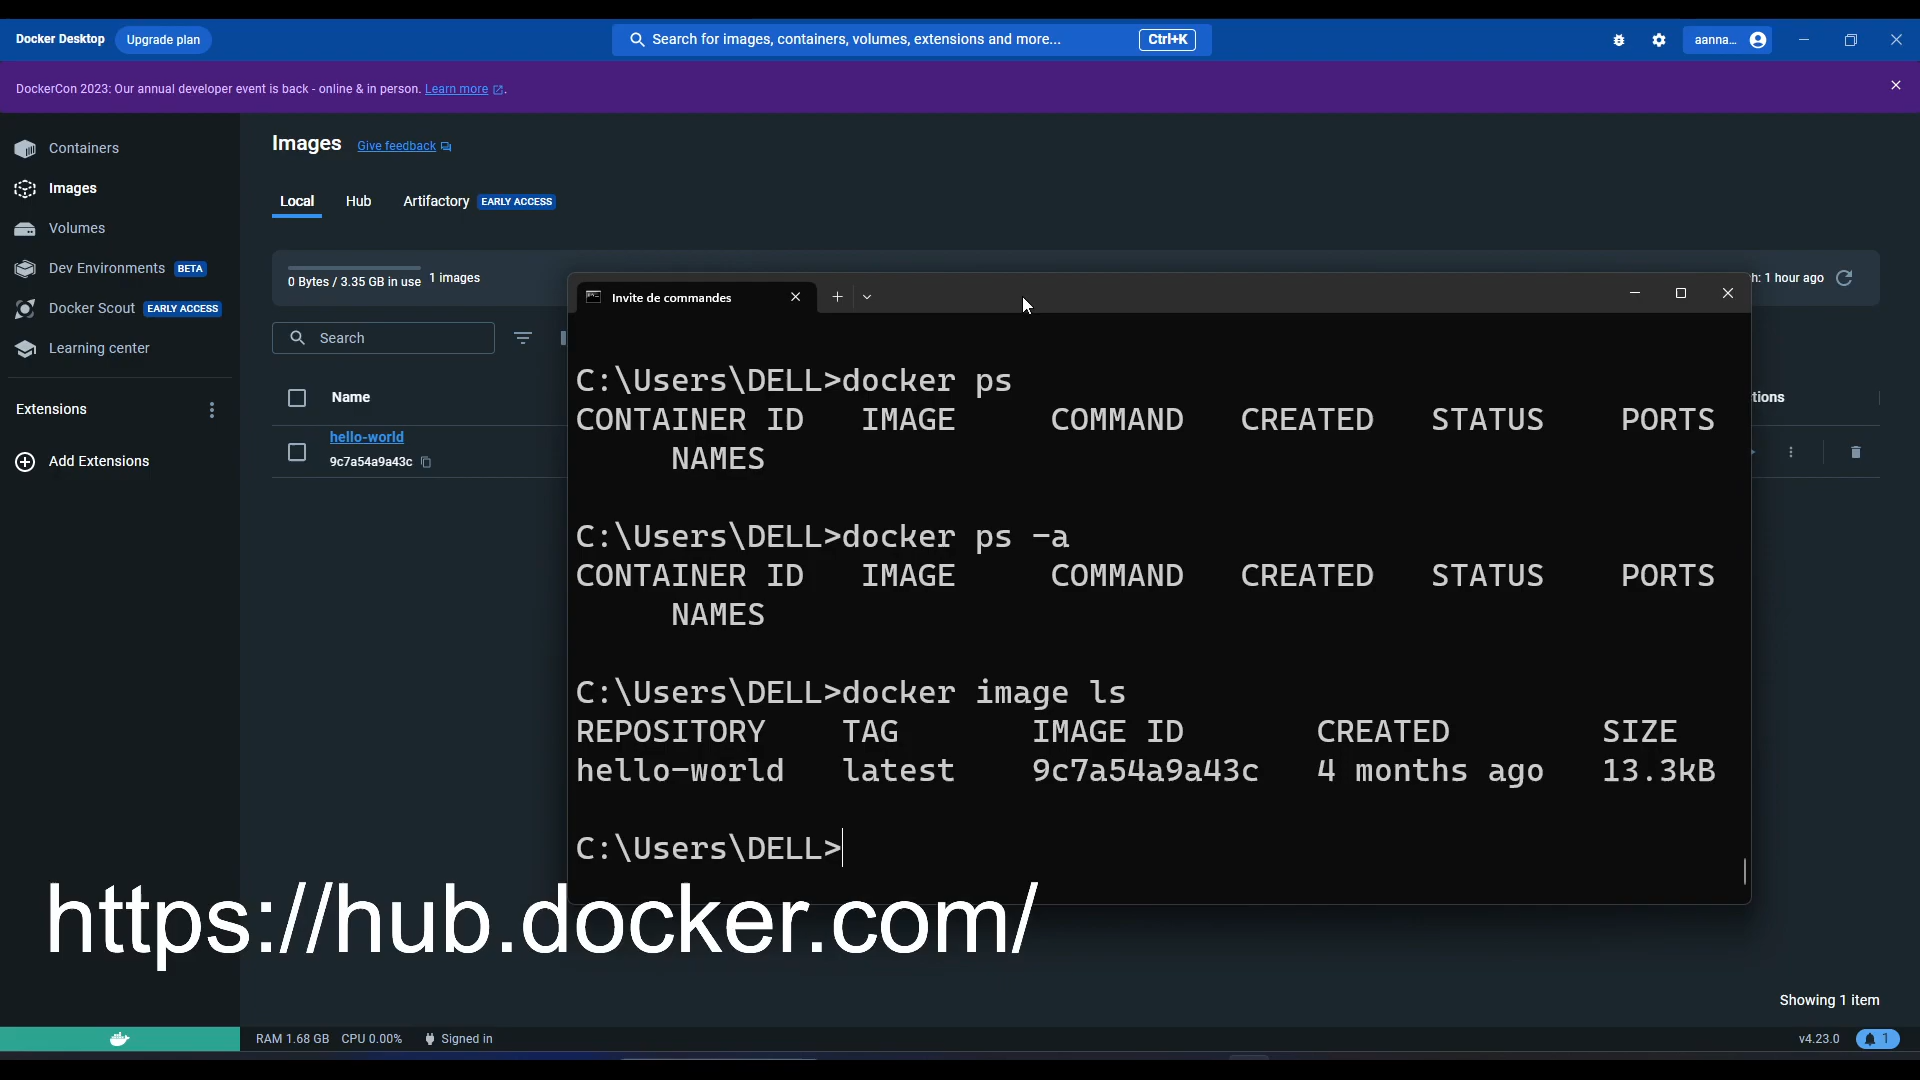 Docker Desktop Upgrade plan Search for images, containers, volumes, extensions and more... Ctrl+K aanna...
DockerCon 2023: Our annual developer event is back - online & in person. Learn more .
Containers
Images
Volumes
Dev Environments BETA
Docker Scout EARLY ACCESS
Learning center
Extensions
Add Extensions
Images Give feedback
Local Hub Artifactory EARLY ACCESS
0 Bytes / 3.35 GB in use 1 images
h: 1 hour ago
Search
Name
tions
hello-world
9c7a54a9a43c
Invite de commandes
C:\Users\DELL>docker ps
CONTAINER ID IMAGE COMMAND CREATED STATUS PORTS
NAMES
C:\Users\DELL>docker ps -a
CONTAINER ID IMAGE COMMAND CREATED STATUS PORTS
NAMES
C:\Users\DELL>docker image ls
REPOSITORY TAG IMAGE ID CREATED SIZE
hello-world latest 9c7a54a9a43c 4 months ago 13.3kB
C:\Users\DELL>
https://hub.docker.com/
Showing 1 item
RAM 1.68 GB CPU 0.00% Signed in v4.23.0 1